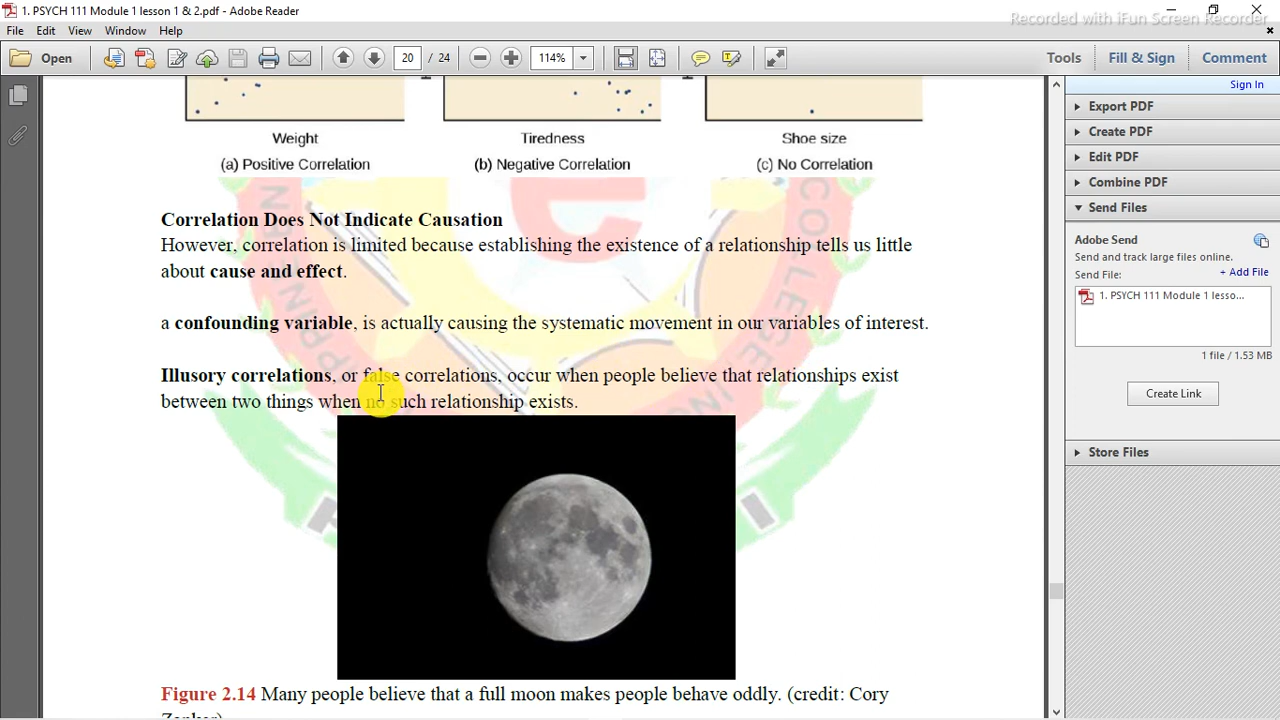 1. PSYCH 111 Module 1 lesson 1 & 2.pdf - Adobe Reader
Recorded with iFun Screen Recorder
File Edit View Window Help
Open 20 / 24 114% Tools Fill & Sign Comment
Sign In
Weight Tiredness Shoe size
(a) Positive Correlation (b) Negative Correlation (c) No Correlation
Correlation Does Not Indicate Causation
However, correlation is limited because establishing the existence of a relationship tells us little
about cause and effect.
a confounding variable, is actually causing the systematic movement in our variables of interest.
Illusory correlations, or false correlations, occur when people believe that relationships exist
between two things when no such relationship exists.
Figure 2.14 Many people believe that a full moon makes people behave oddly. (credit: Cory
Export PDF
Create PDF
Edit PDF
Combine PDF
Send Files
Adobe Send
Send and track large files online.
Send File: + Add File
1. PSYCH 111 Module 1 lesso...
1 file / 1.53 MB
Create Link
Store Files